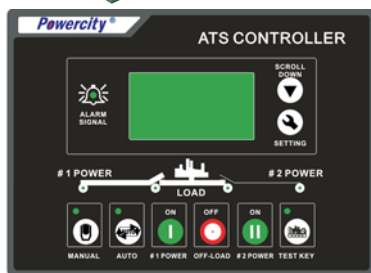 Powercity®
ATS CONTROLLER
SCROLL
DOWN
ALARM
SIGNAL
SETTING
#1 POWER
#2 POWER
LOAD
ON
OFF
ON
I
II
MANUAL
AUTO
#1 POWER
OFF-LOAD
#2 POWER
TEST KEY